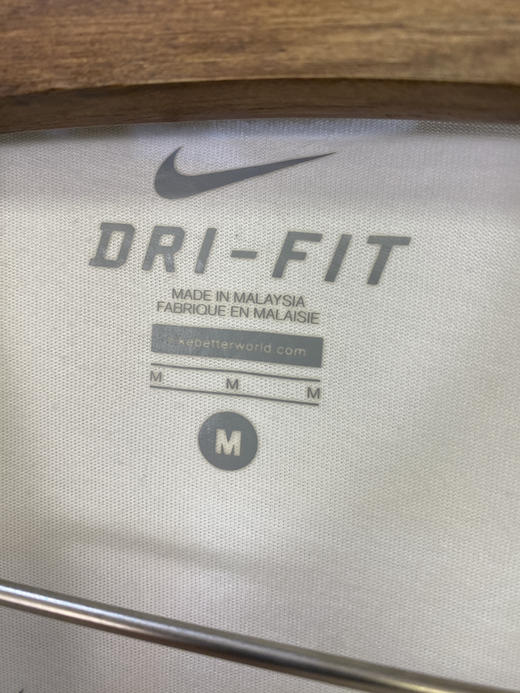 DRI-FIT
MADE IN MALAYSIA
FABRIQUE EN MALAISIE
kebetterworld.com
M M M
M